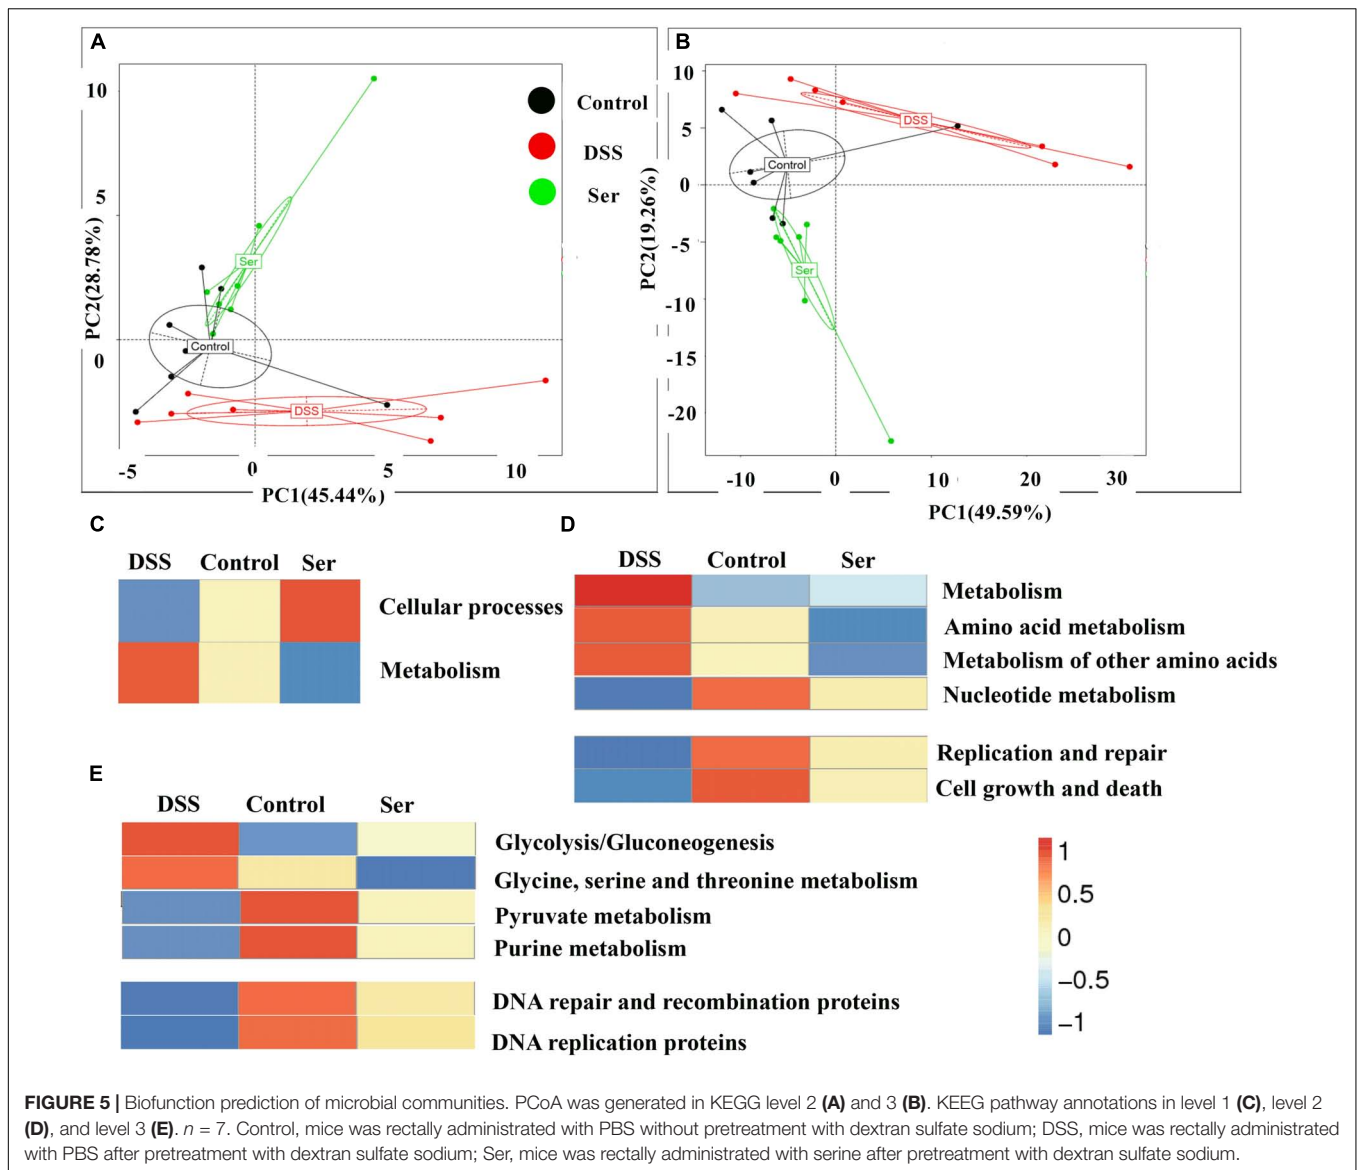 A
10
5
0
PC2(28.78%)
Control
DSS
Ser
Ser
Control
DSS
-5
0
5
10
PC1(45.44%)
B
10
5
0
-5
-10
-15
-20
PC2(19.26%)
DSS
Control
Ser
-10
0
10
20
30
PC1(49.59%)
C
DSS Control Ser
Cellular processes
Metabolism
D
DSS Control Ser
Metabolism
Amino acid metabolism
Metabolism of other amino acids
Nucleotide metabolism
Replication and repair
Cell growth and death
E
DSS Control Ser
Glycolysis/Gluconeogenesis
Glycine, serine and threonine metabolism
Pyruvate metabolism
Purine metabolism
DNA repair and recombination proteins
DNA replication proteins
1
0.5
0
−0.5
−1
FIGURE 5 | Biofunction prediction of microbial communities. PCoA was generated in KEGG level 2 (A) and 3 (B). KEEG pathway annotations in level 1 (C), level 2
(D), and level 3 (E). n = 7. Control, mice was rectally administrated with PBS without pretreatment with dextran sulfate sodium; DSS, mice was rectally administrated
with PBS after pretreatment with dextran sulfate sodium; Ser, mice was rectally administrated with serine after pretreatment with dextran sulfate sodium.